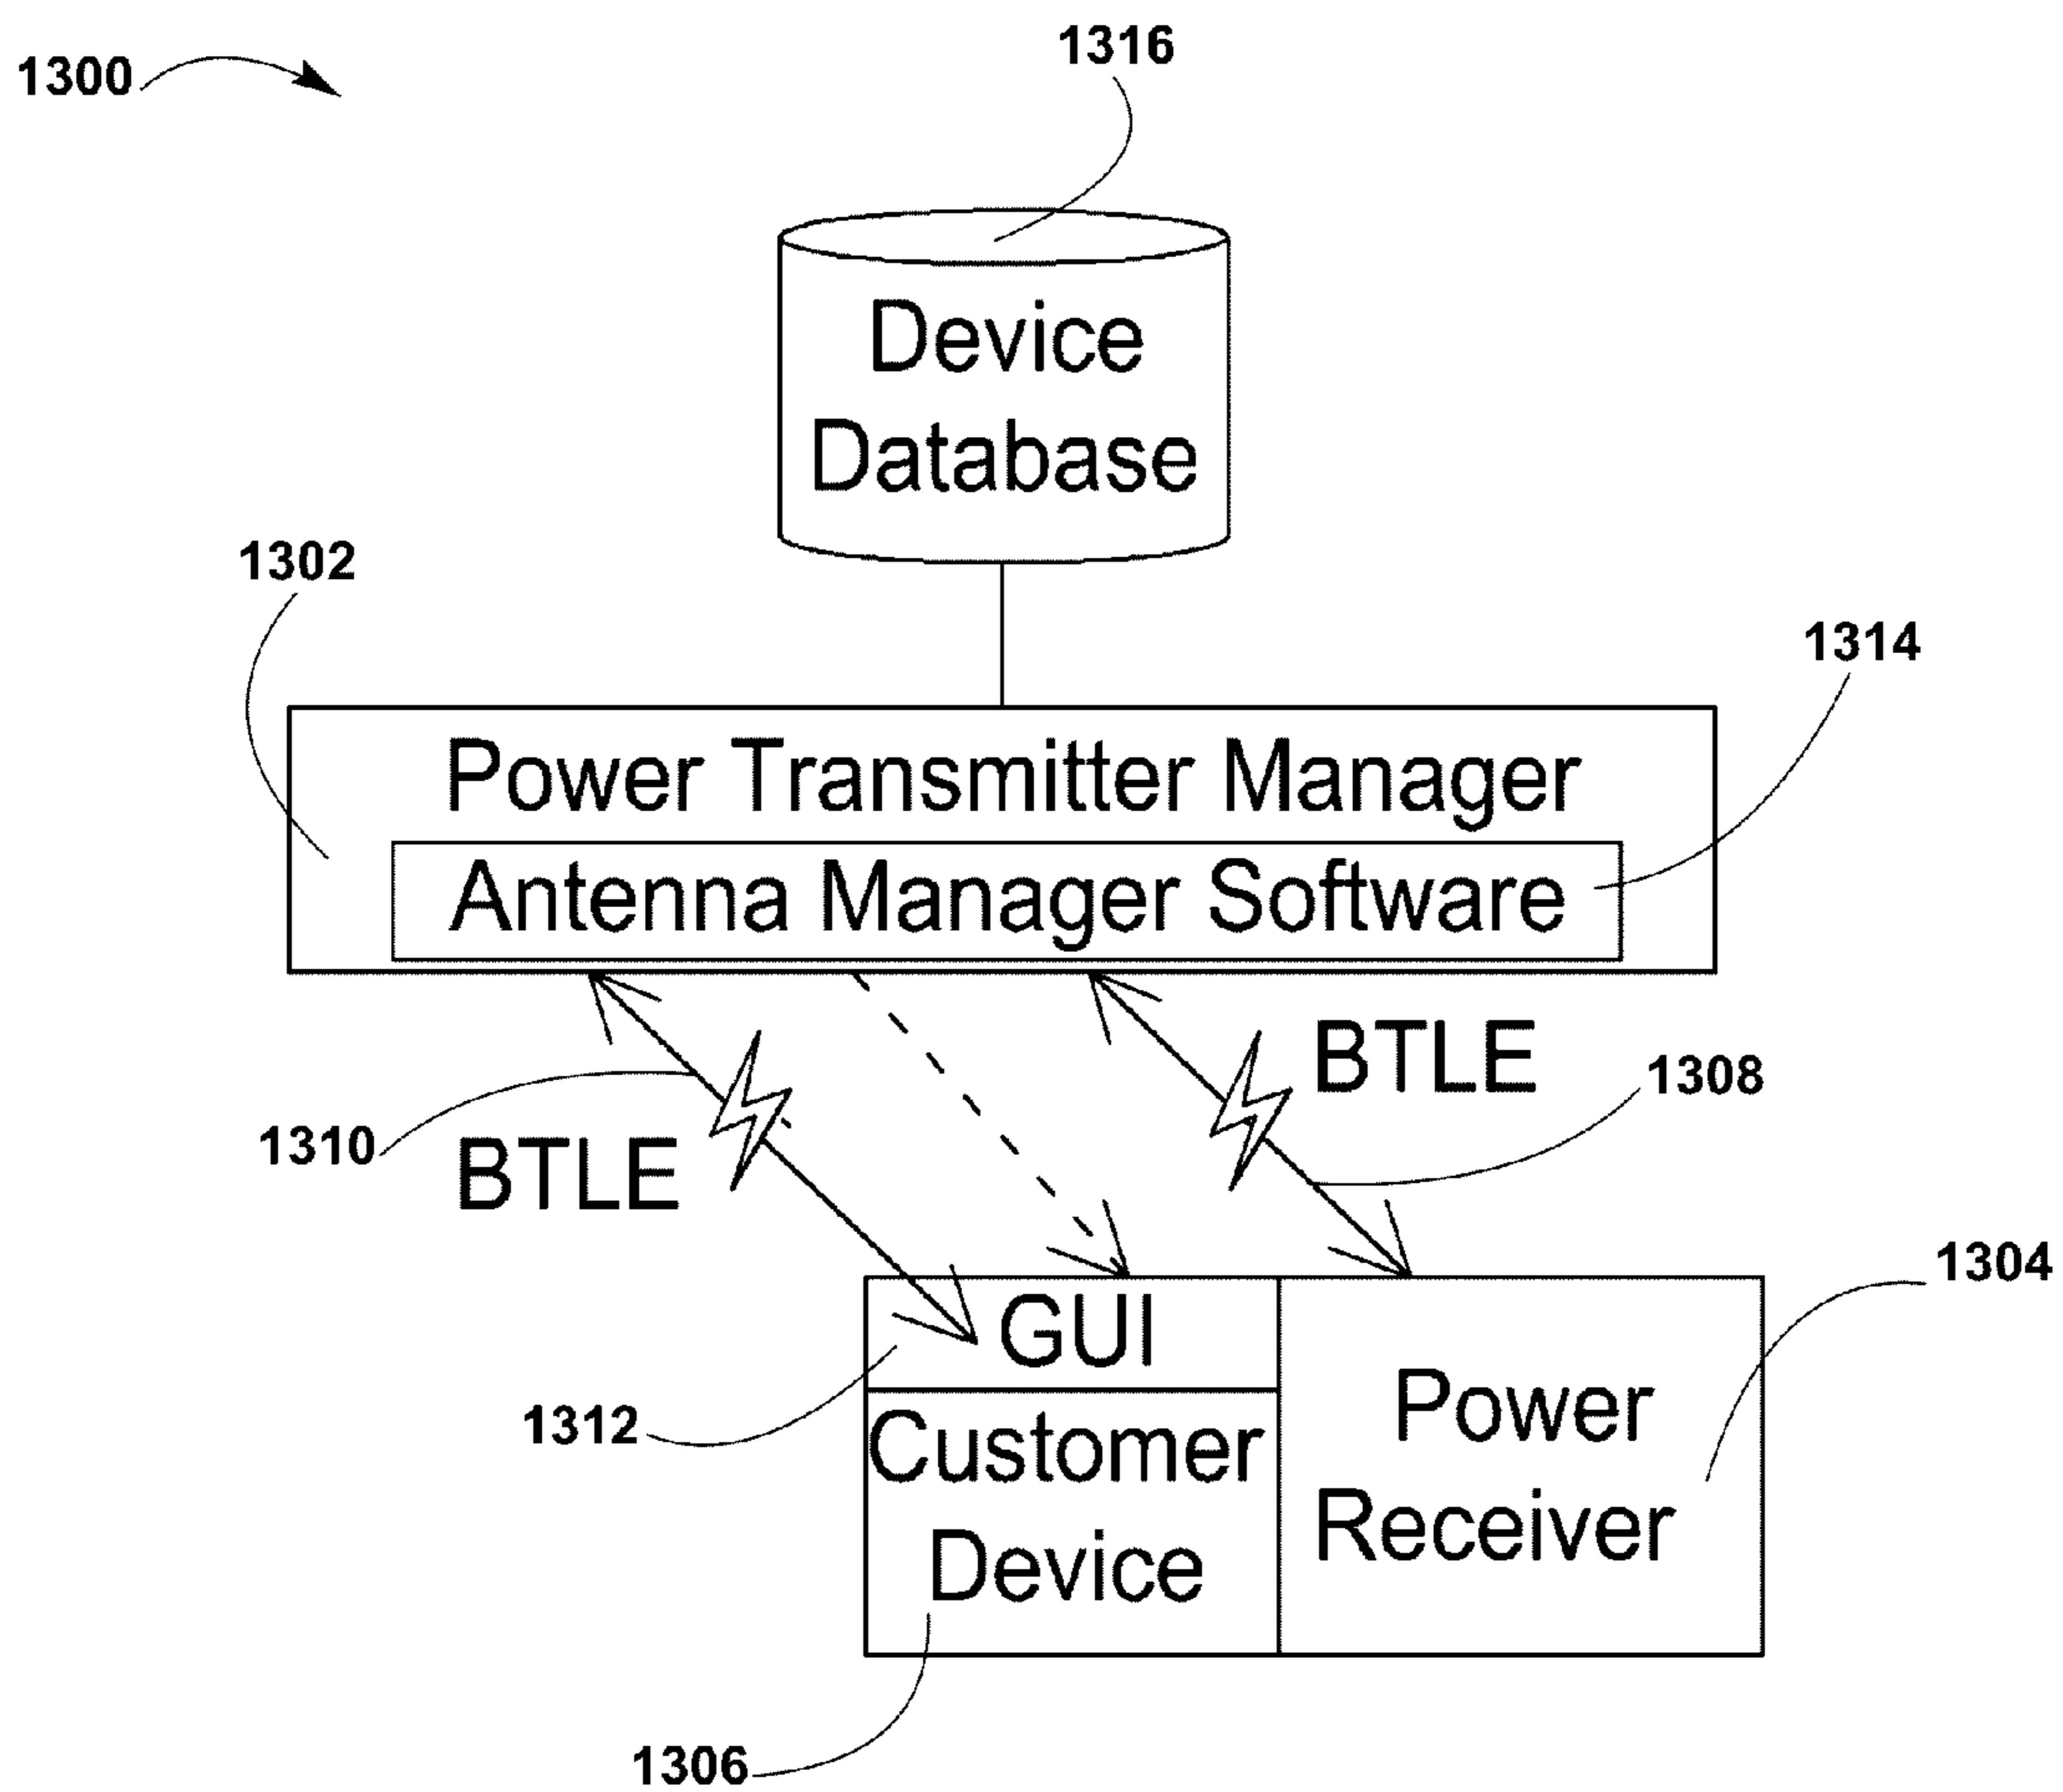 1316
1300
Device
Database
1302
1314
Power Transmitter Manager
Antenna Manager Software
BTLE
1308
1310
BTLE
1304
GUI
Power
1312
Customer
Receiver
Device
1306